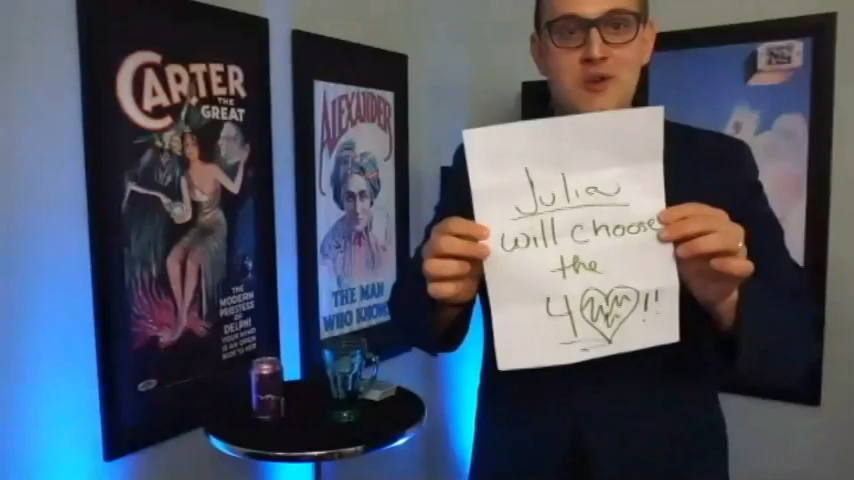 CARTER
THE
GREAT
THE
MODERN
PRIESTESS
OF
DELPHI
ALEXANDER
THE MAN
WHO KNOWS
Julia
will choose
the
4 ♥!!